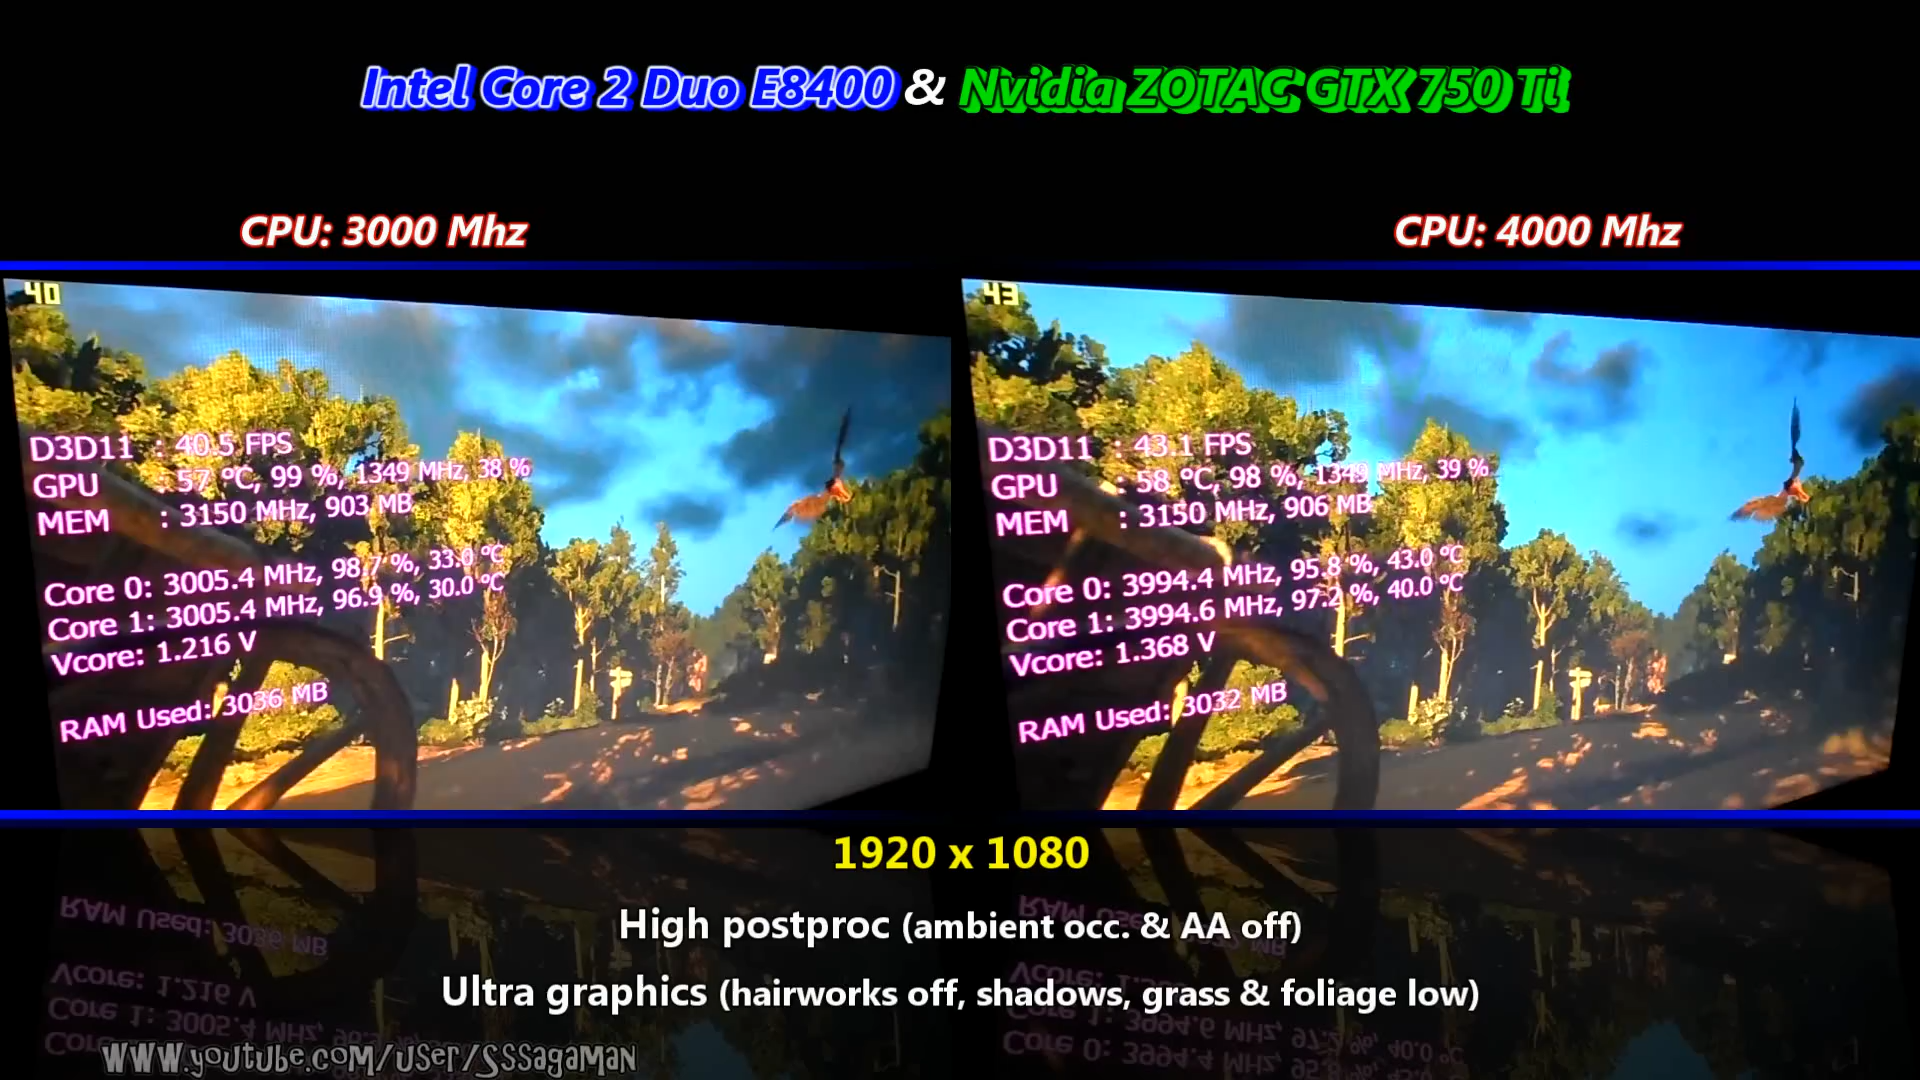 Intel Core 2 Duo E8400 & Nvidia ZOTAC GTX 750 Ti
CPU: 3000 Mhz
CPU: 4000 Mhz
40
D3D11 : 40.5 FPS
GPU : 57 °C, 99 %, 1349 MHz, 38 %
MEM : 3150 MHz, 903 MB
Core 0: 3005.4 MHz, 98.7 %, 33.0 °C
Core 1: 3005.4 MHz, 96.9 %, 30.0 °C
Vcore: 1.216 V
RAM Used: 3036 MB
43
D3D11 : 43.1 FPS
GPU : 58 °C, 98 %, 1349 MHz, 39 %
MEM : 3150 MHz, 906 MB
Core 0: 3994.4 MHz, 95.8 %, 43.0 °C
Core 1: 3994.6 MHz, 97.2 %, 40.0 °C
Vcore: 1.368 V
RAM Used: 3032 MB
1920 x 1080
High postproc (ambient occ. & AA off)
Ultra graphics (hairworks off, shadows, grass & foliage low)
www.youtube.com/user/SSSagaman